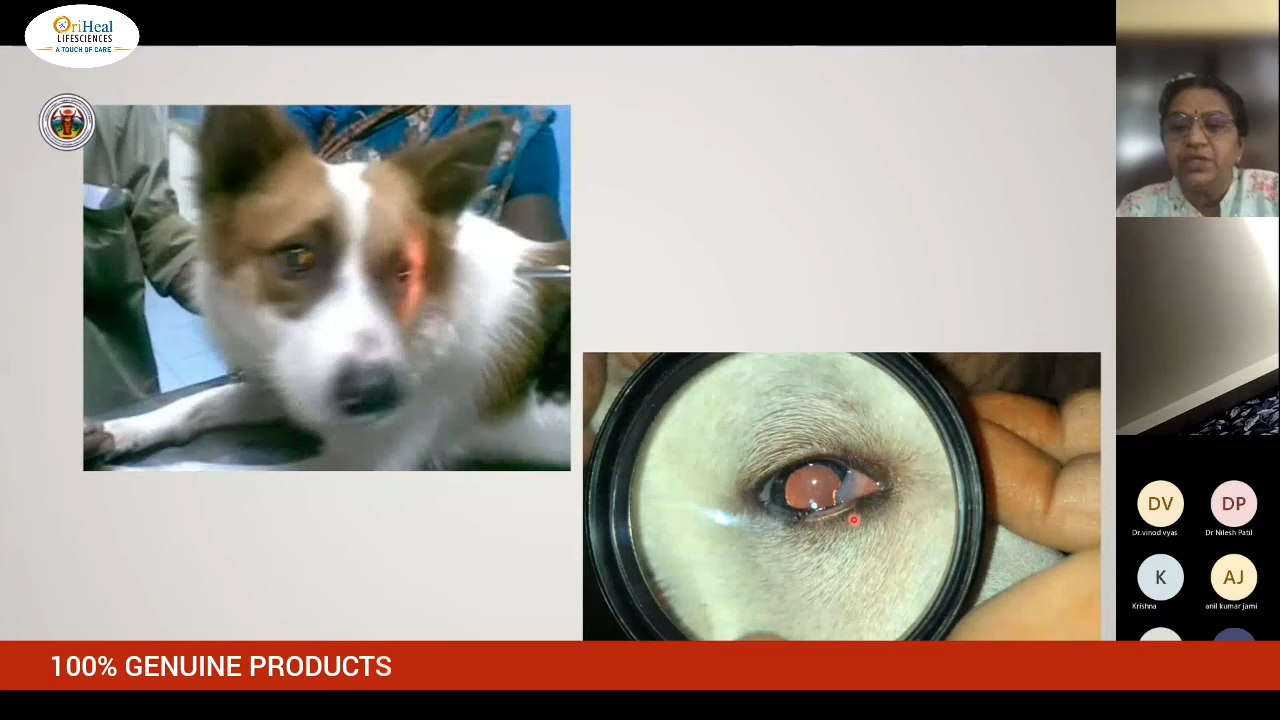 OriHeal
LIFESCIENCES
A TOUCH OF CARE
DV
DP
Dr.vinod vyas
Dr Nilesh Patil
K
AJ
Krishna
anil kumar jami
100% GENUINE PRODUCTS